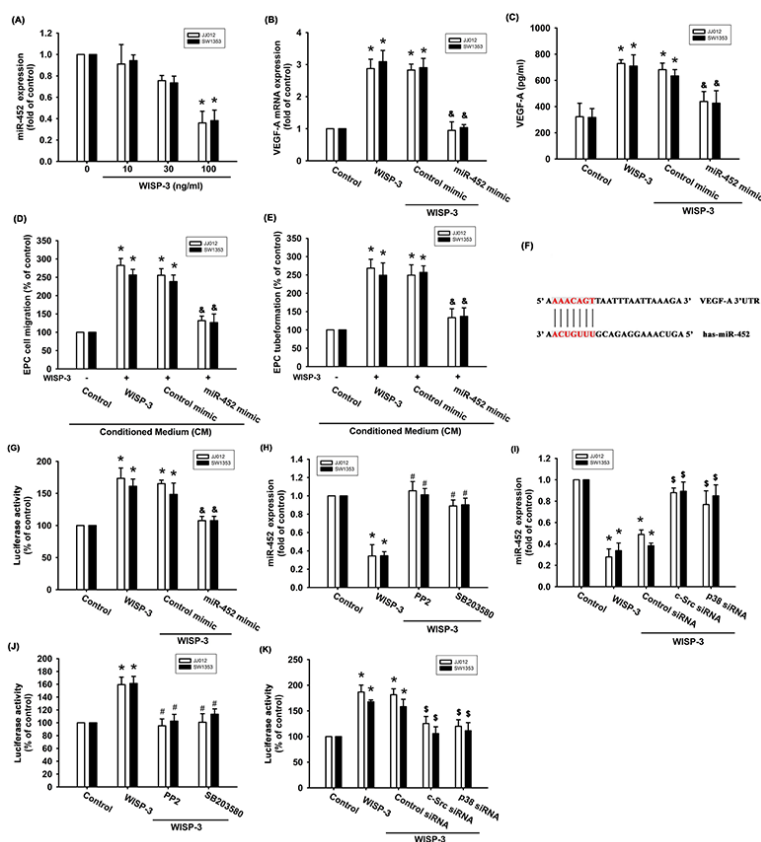 (A)
miR-452 expression
(fold of control)
1.2
1.0
0.8
0.6
0.4
0.2
0.0
JJ012
SW1353
* *
0 10 30 100
WISP-3 (ng/ml)
(B)
VEGF-A mRNA expression
(fold of control)
4
3
2
1
0
JJ012
SW1353
* * * *
& &
Control WISP-3 Control mimic miR-452 mimic
WISP-3
(C)
VEGF-A
(pg/ml)
1000
800
600
400
200
0
JJ012
SW1353
* * * *
& &
Control WISP-3 Control mimic miR-452 mimic
WISP-3
(D)
EPC cell migration (% of control)
350
300
250
200
150
100
50
0
JJ012
SW1353
* * * *
& &
WISP-3 - + + +
Control WISP-3 Control mimic miR-452 mimic
Conditioned Medium (CM)
(E)
EPC tubeformation (% of control)
350
300
250
200
150
100
50
0
JJ012
SW1353
* * * *
& &
WISP-3 - + + +
Control WISP-3 Control mimic miR-452 mimic
Conditioned Medium (CM)
(F)
5' AAAACAGTTAATTTAATTAAAGA 3' VEGF-A 3'UTR
3' AACUGUUUGCAGAGGAAACUGA 5' has-miR-452
(G)
Luciferase activity
(% of control)
200
150
100
50
0
JJ012
SW1353
* * * *
& &
Control WISP-3 Control mimic miR-452 mimic
WISP-3
(H)
miR-452 expression
(fold of control)
1.4
1.2
1.0
0.8
0.6
0.4
0.2
0.0
JJ012
SW1353
* *
# # # #
Control WISP-3 PP2 SB203580
WISP-3
(I)
miR-452 expression
(fold of control)
1.2
1.0
0.8
0.6
0.4
0.2
0.0
JJ012
SW1353
* * * *
$ $ $ $
Control WISP-3 Control siRNA c-Src siRNA p38 siRNA
WISP-3
(J)
Luciferase activity
(% of control)
200
180
160
140
120
100
80
60
40
20
0
JJ012
SW1353
* *
# # # #
Control WISP-3 PP2 SB203580
WISP-3
(K)
Luciferase activity
(% of control)
250
200
150
100
50
0
JJ012
SW1353
* * * *
$ $ $ $
Control WISP-3 Control siRNA c-Src siRNA p38 siRNA
WISP-3